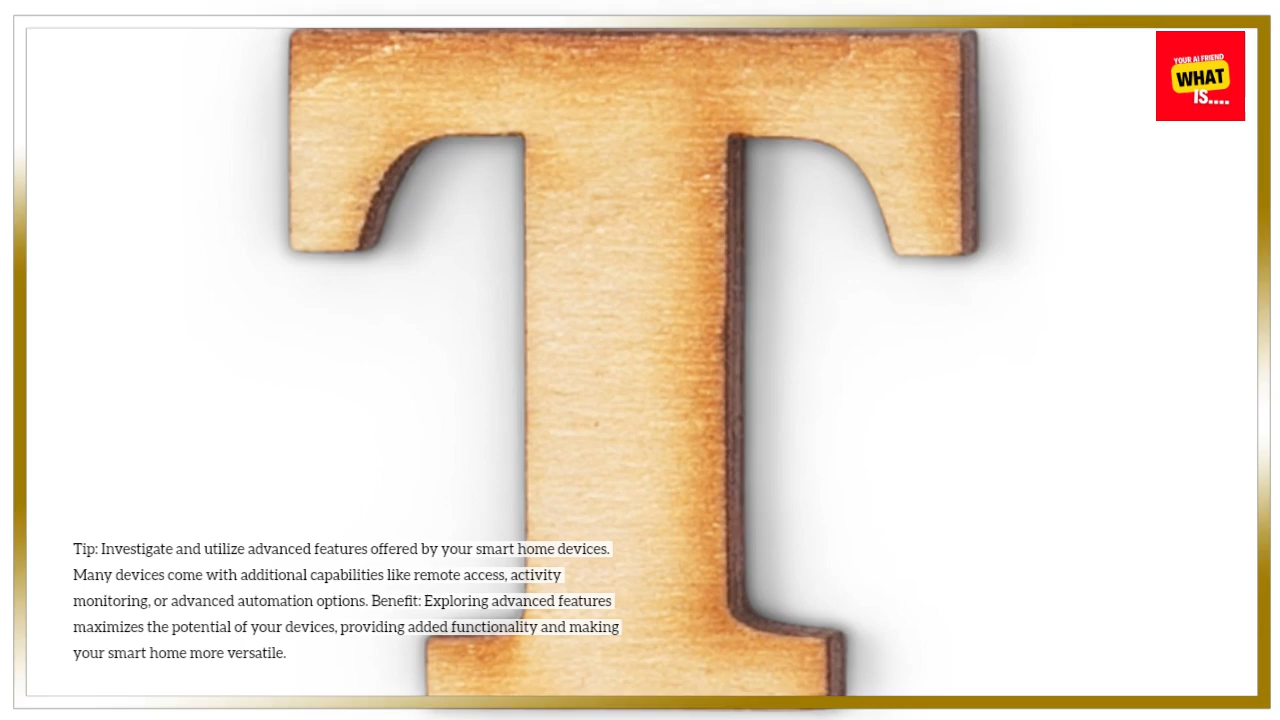 T
YOUR AI FRIEND
WHAT
IS....
Tip: Investigate and utilize advanced features offered by your smart home devices.
Many devices come with additional capabilities like remote access, activity
monitoring, or advanced automation options. Benefit: Exploring advanced features
maximizes the potential of your devices, providing added functionality and making
your smart home more versatile.